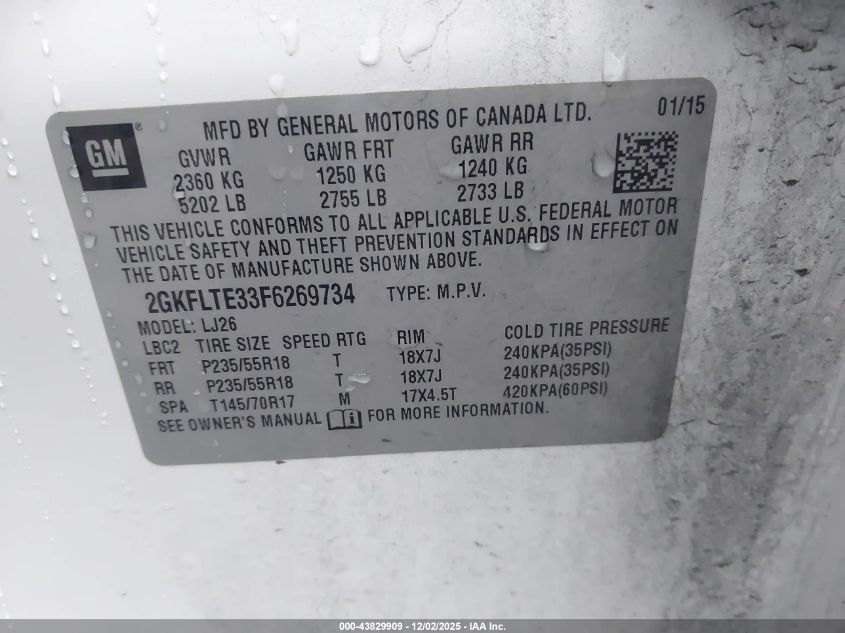 GM ®
MFD BY GENERAL MOTORS OF CANADA LTD. 01/15
GVWR GAWR FRT GAWR RR
2360 KG 1250 KG 1240 KG
5202 LB 2755 LB 2733 LB
THIS VEHICLE CONFORMS TO ALL APPLICABLE U.S. FEDERAL MOTOR
VEHICLE SAFETY AND THEFT PREVENTION STANDARDS IN EFFECT ON
THE DATE OF MANUFACTURE SHOWN ABOVE.
2GKFLTE33F6269734 TYPE: M.P.V.
MODEL: LJ26
LBC2 TIRE SIZE SPEED RTG RIM COLD TIRE PRESSURE
FRT P235/55R18 T 18X7J 240KPA(35PSI)
RR P235/55R18 T 18X7J 240KPA(35PSI)
SPA T145/70R17 M 17X4.5T 420KPA(60PSI)
SEE OWNER'S MANUAL i FOR MORE INFORMATION.
000-43829909 - 12/02/2025 - IAA Inc.